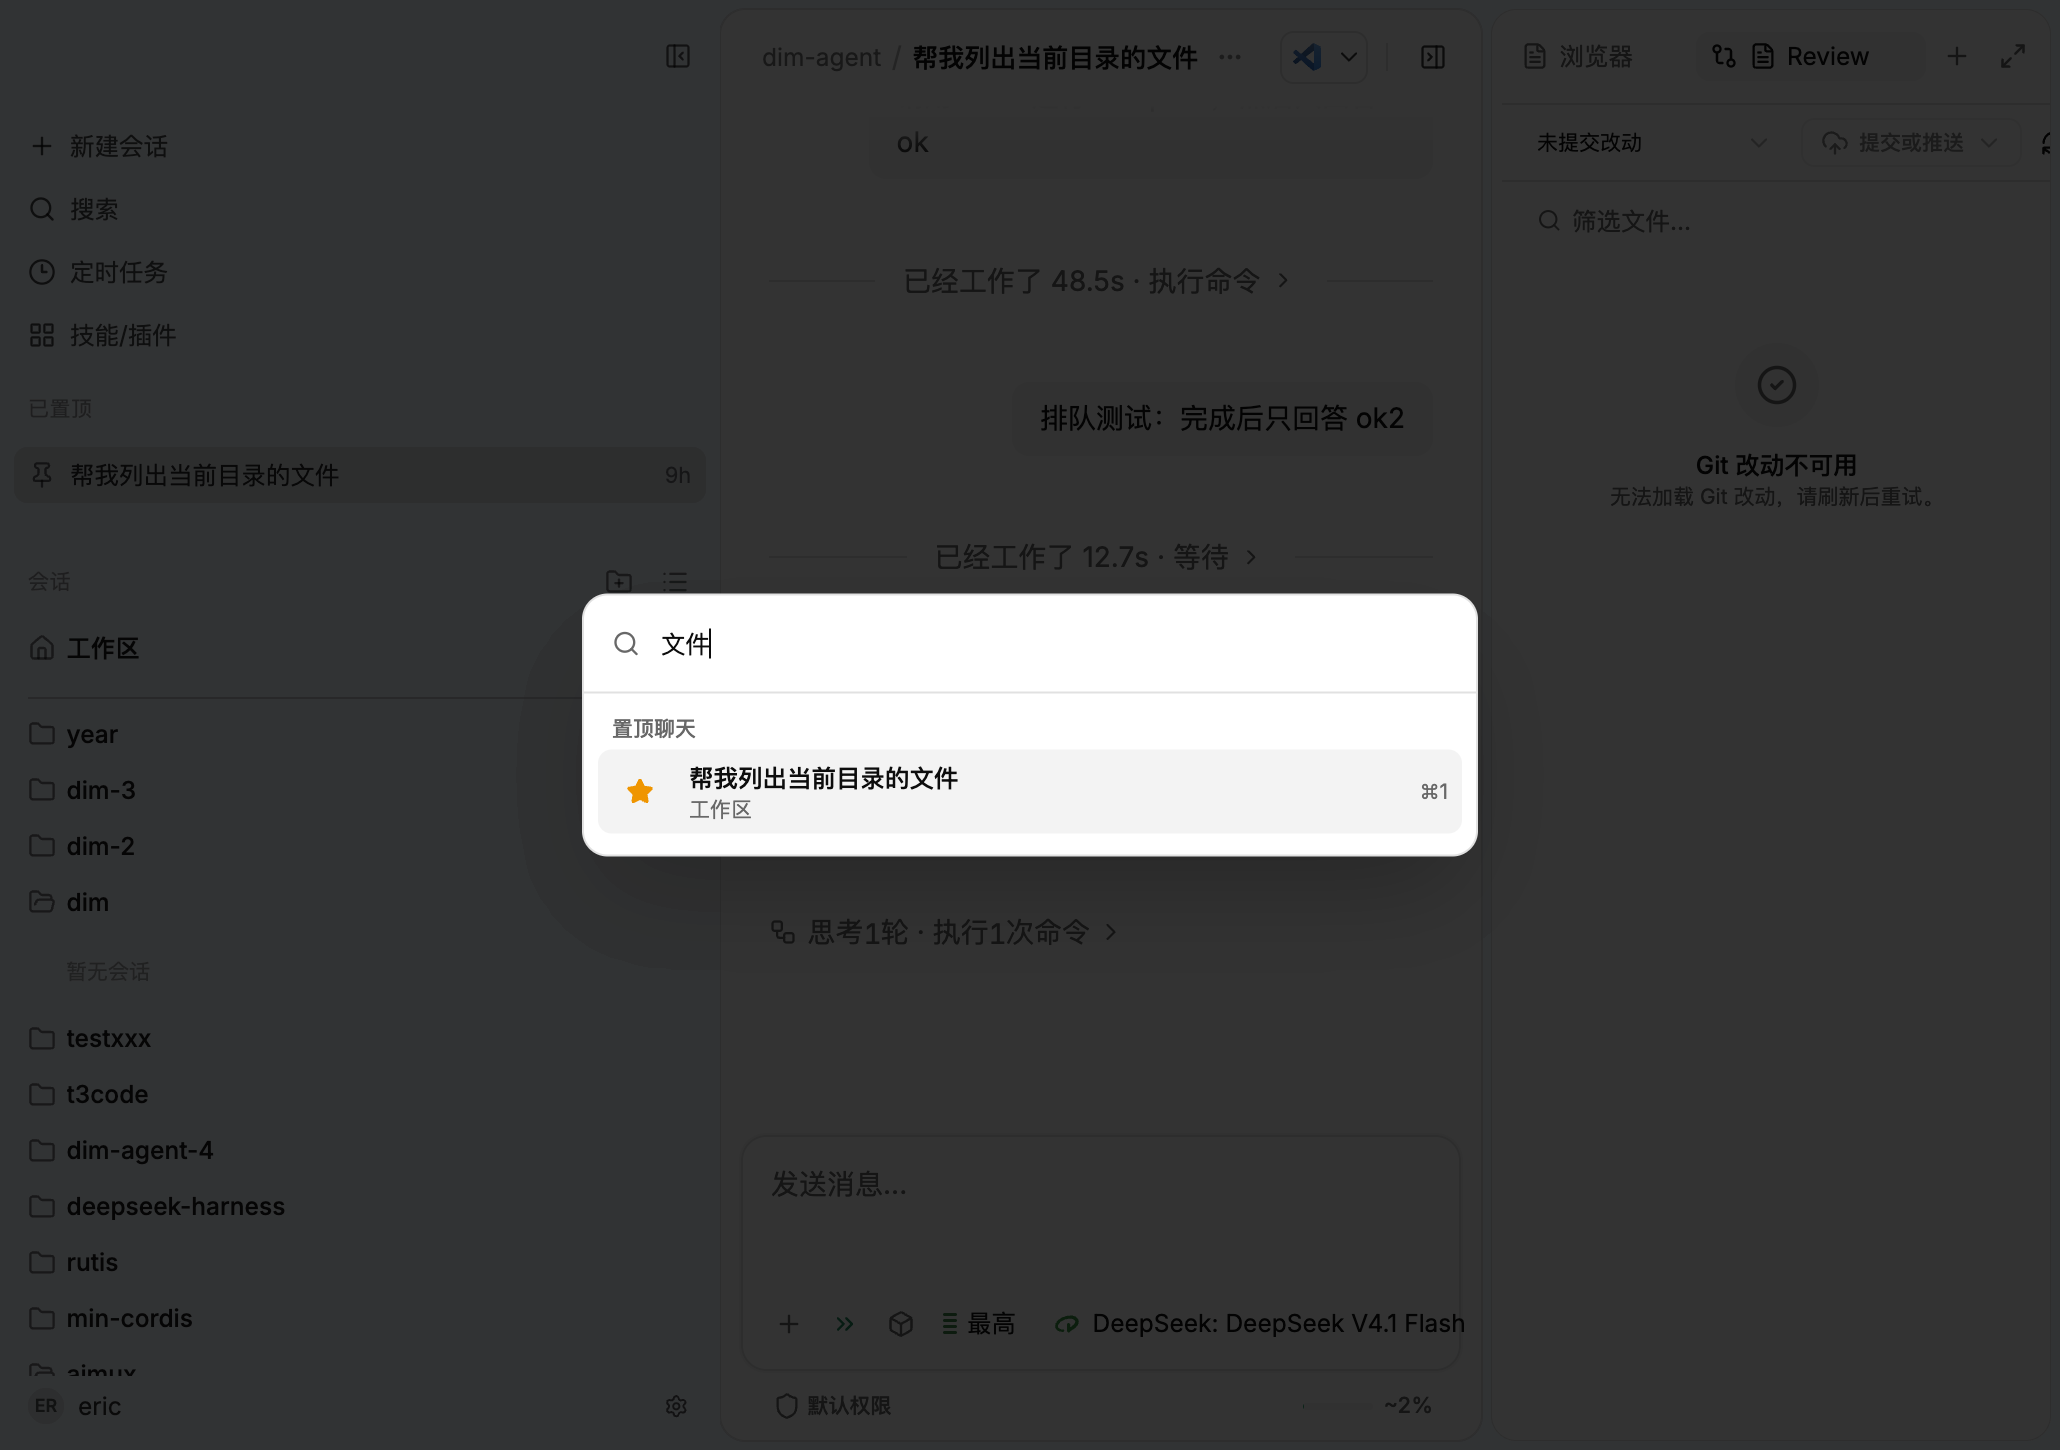 新建会话
搜索
定时任务
技能/插件
已置顶
帮我列出当前目录的文件 9h
会话
工作区
year
dim-3
dim-2
dim
暂无会话
testxxx
t3code
dim-agent-4
deepseek-harness
rutis
min-cordis
aimux
ER eric
dim-agent / 帮我列出当前目录的文件 ···
ok
已经工作了 48.5s · 执行命令
排队测试：完成后只回答 ok2
已经工作了 12.7s · 等待
文件
置顶聊天
帮我列出当前目录的文件
工作区
⌘1
思考1轮 · 执行1次命令
发送消息...
最高 DeepSeek: DeepSeek V4.1 Flash
默认权限 ~2%
浏览器 Review
未提交改动 提交或推送
筛选文件...
Git 改动不可用
无法加载 Git 改动，请刷新后重试。